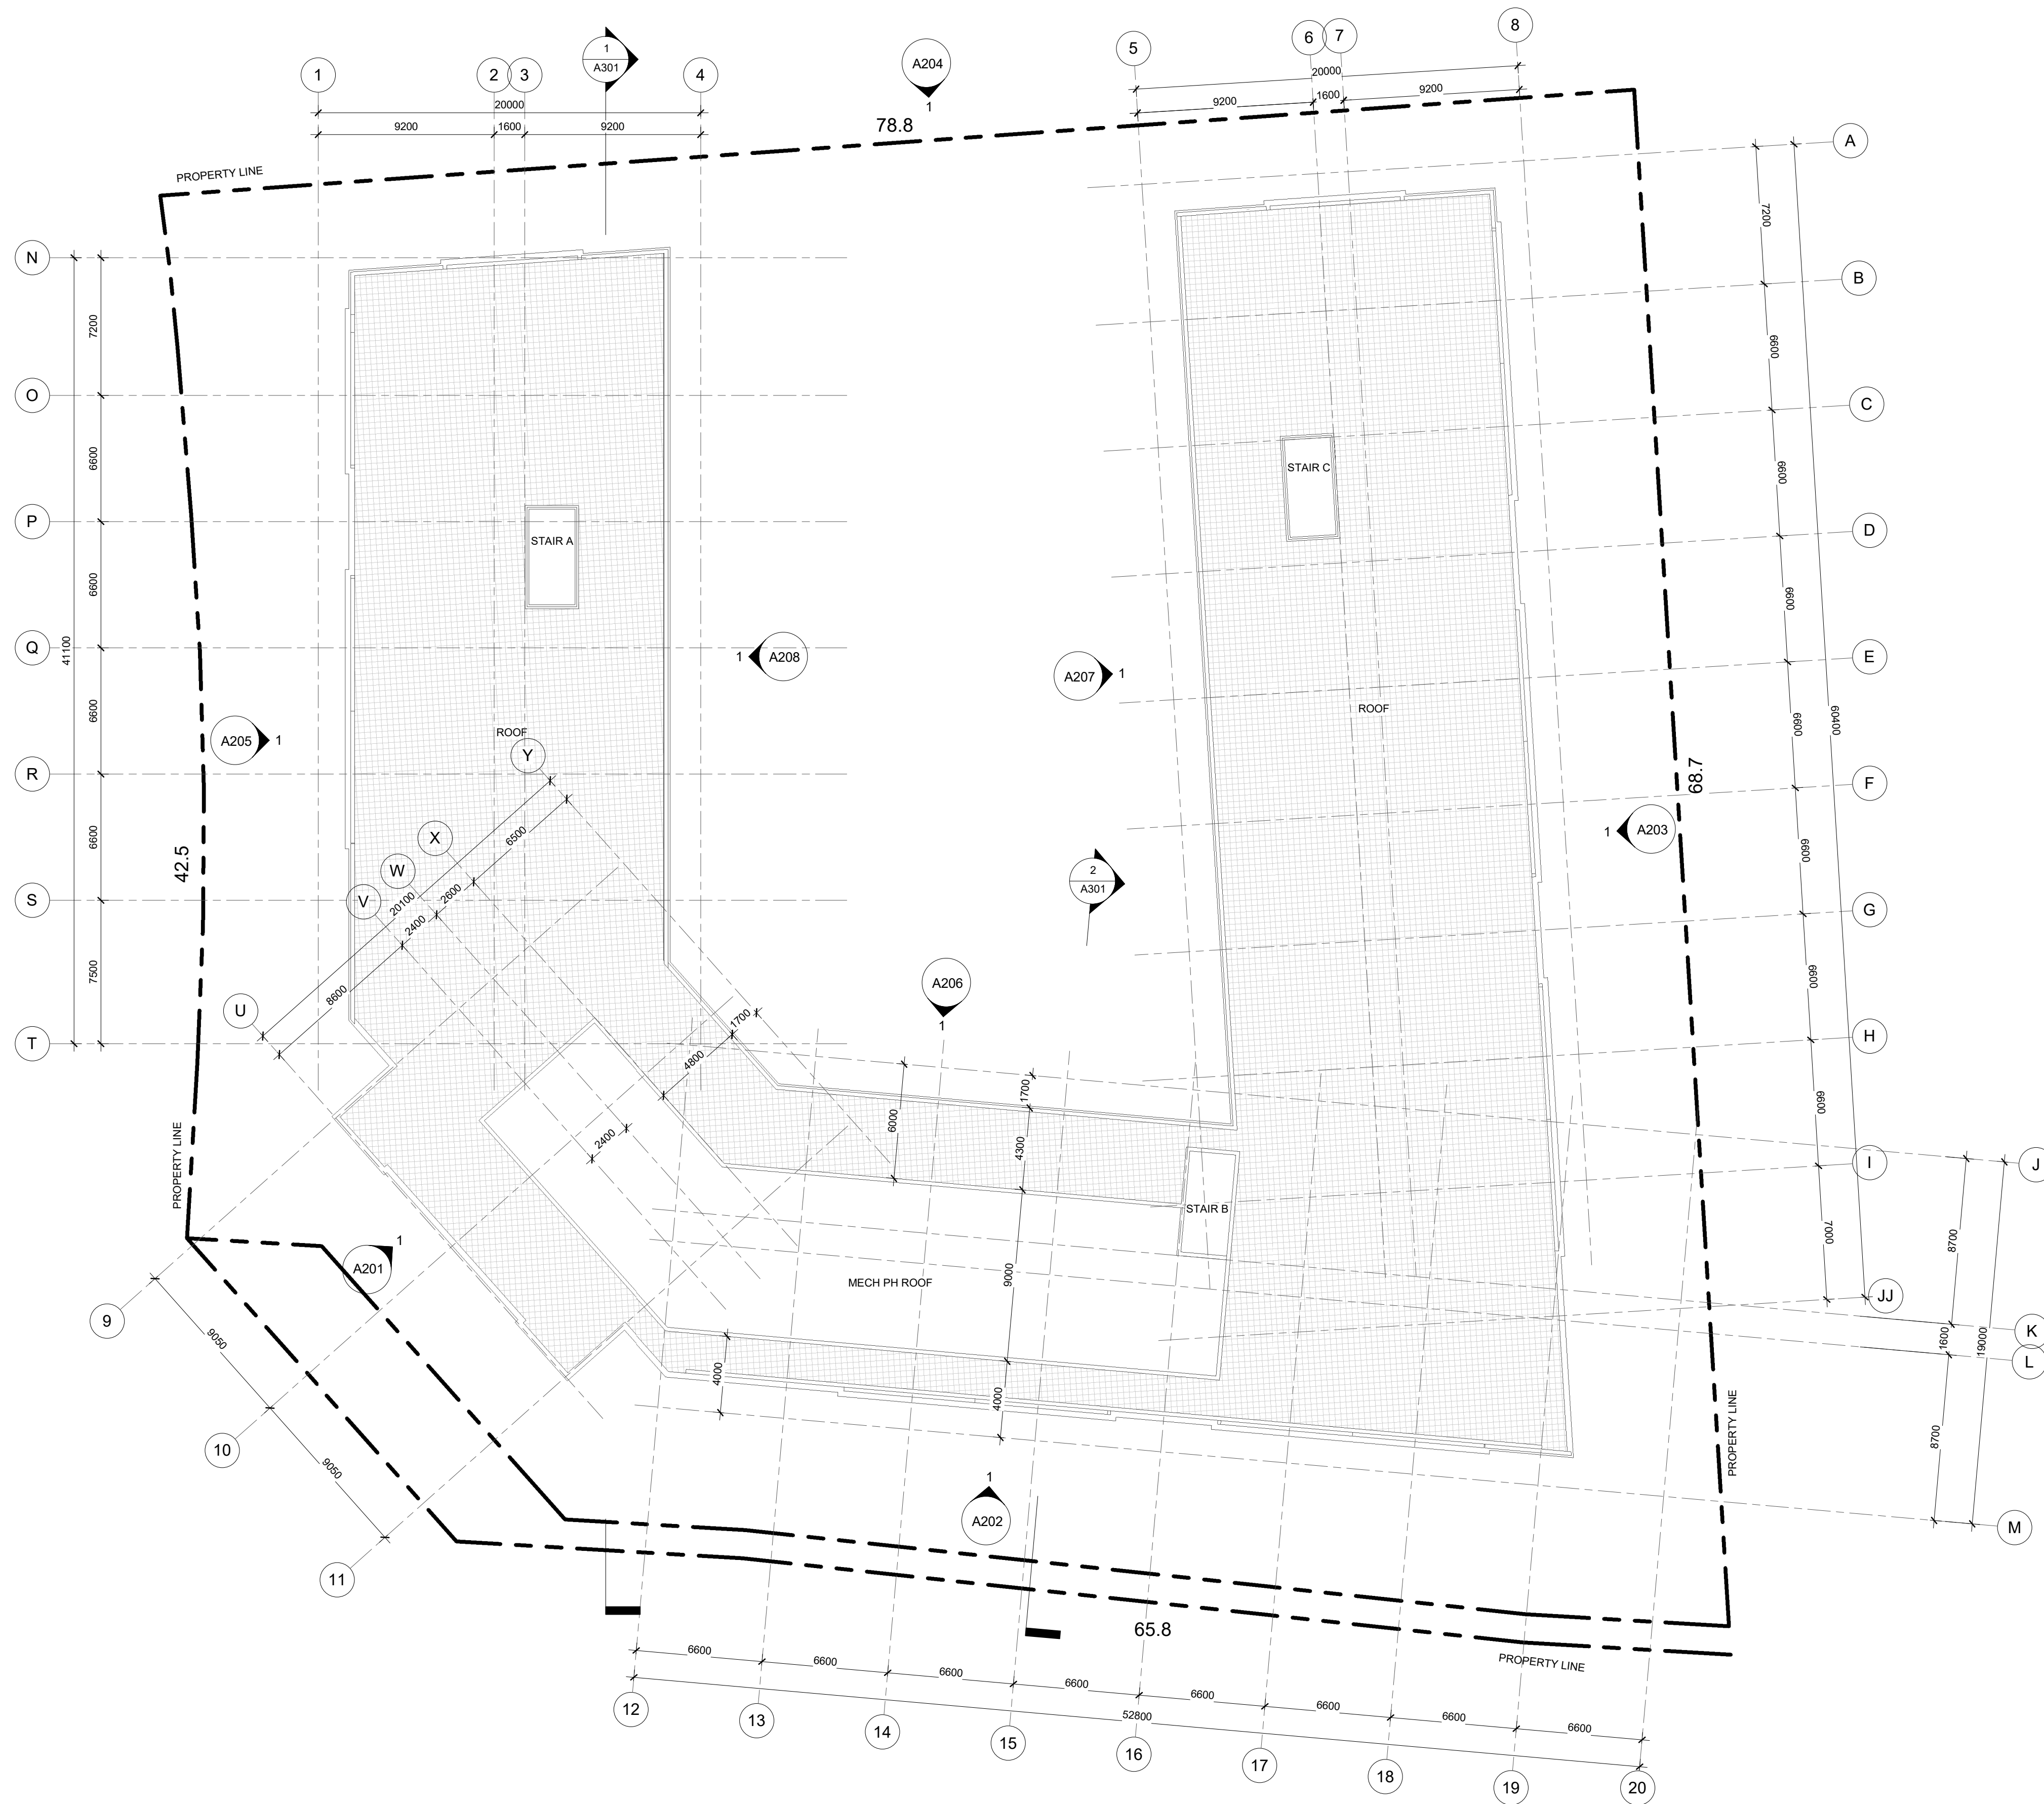 1
2
3
4
1
A301
A204
1
5
6
7
8
20000
9200
1600
9200
20000
9200
1600
9200
78.8
PROPERTY LINE
A
B
C
D
E
F
G
H
I
JJ
7200
6600
6600
6600
6600
6600
6600
6600
7000
60400
N
O
P
Q
R
S
T
7200
6600
6600
6600
6600
7500
41100
STAIR A
STAIR C
1
A208
A207
1
ROOF
ROOF
A205
1
42.5
68.7
1
A203
2
A301
Y
X
W
V
U
20100
6500
2600
2400
8600
A206
1
1700
4800
2400
6000
1700
4300
9000
4000
4000
STAIR B
MECH PH ROOF
PROPERTY LINE
A201
1
9
10
11
9050
9050
J
K
L
M
8700
1600
8700
19000
PROPERTY LINE
1
A202
65.8
PROPERTY LINE
6600
6600
6600
6600
6600
6600
6600
6600
52800
12
13
14
15
16
17
18
19
20